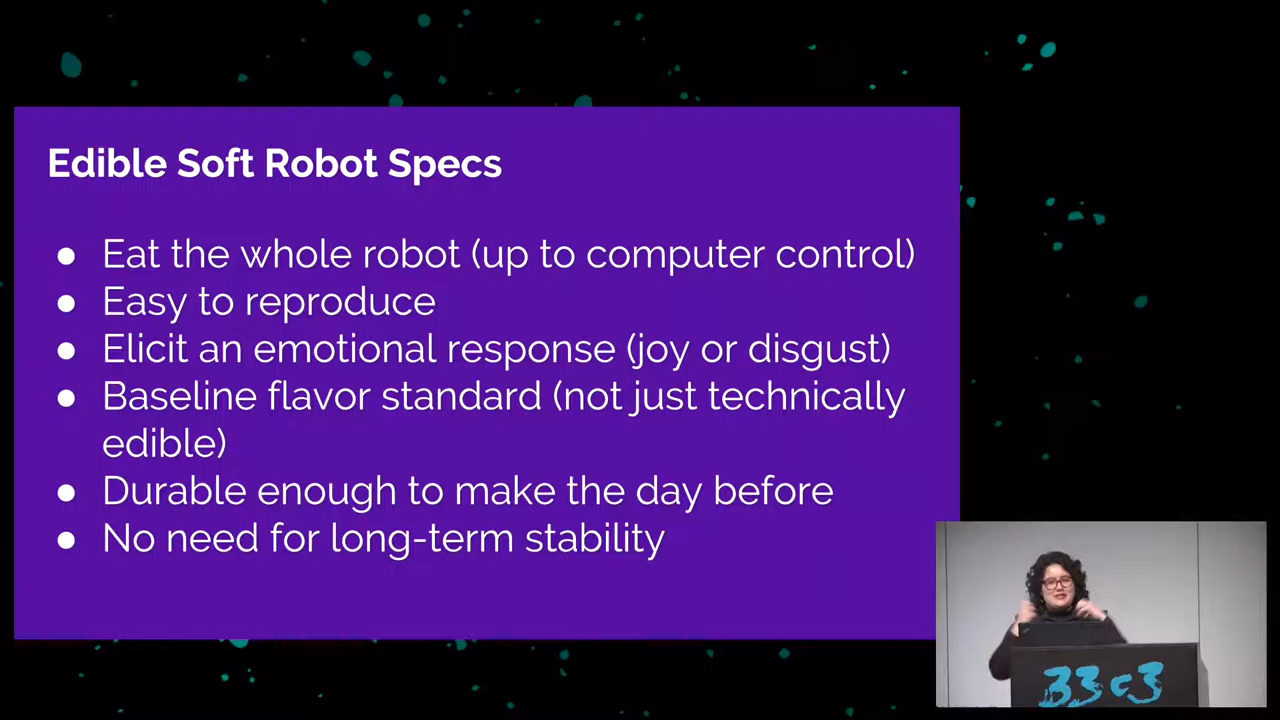 Edible Soft Robot Specs
● Eat the whole robot (up to computer control)
● Easy to reproduce
● Elicit an emotional response (joy or disgust)
● Baseline flavor standard (not just technically
edible)
● Durable enough to make the day before
● No need for long-term stability
33c3